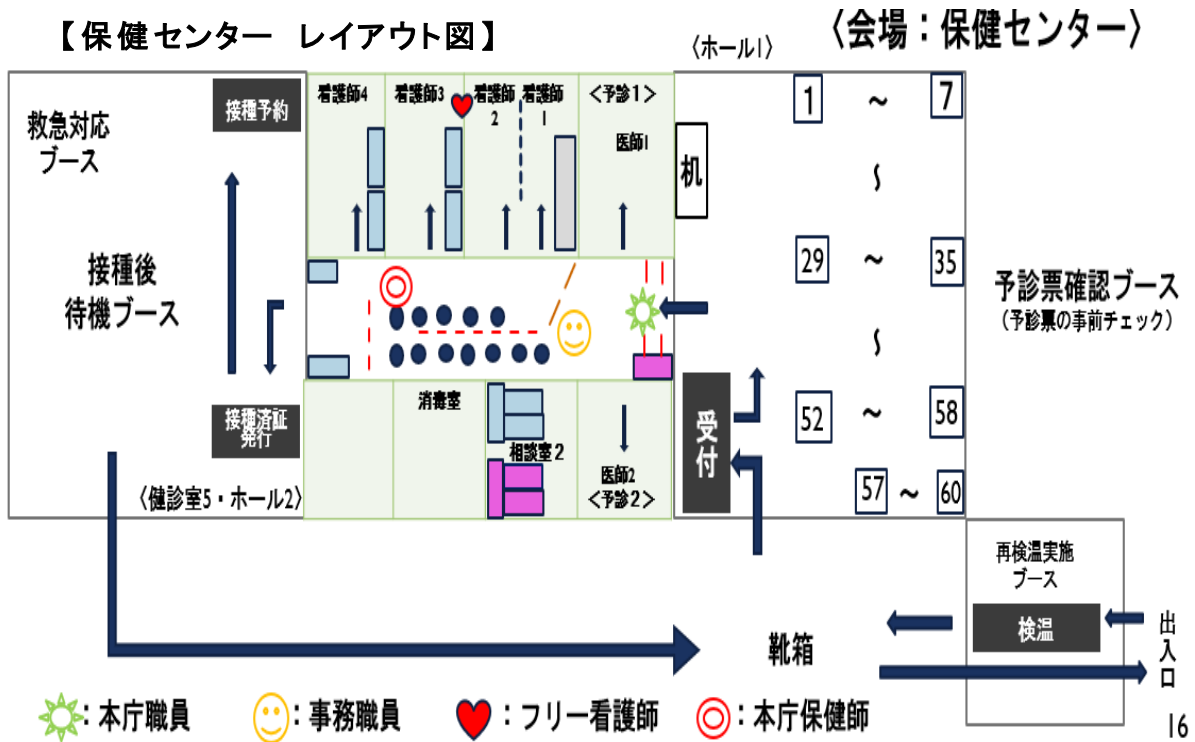 【保健センター レイアウト図】
〈会場：保健センター〉
〈ホール1〉
救急対応
ブース
接種予約
看護師4
看護師3
看護師
2
看護師
1
＜予診1＞
医師1
机
1
～
7
～
29
～
35
～
52
～
58
57
～
60
予診票確認ブース
（予診票の事前チェック）
接種後
待機ブース
接種済証
発行
〈健診室5・ホール2〉
消毒室
相談室2
医師2
＜予診2＞
受付
再検温実施
ブース
検温
出入口
靴箱
：本庁職員
：事務職員
：フリー看護師
：本庁保健師
16